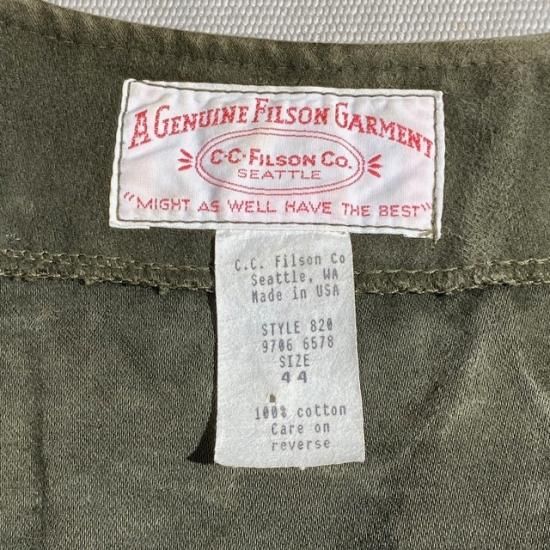 A GENUINE FILSON GARMENT
C·C·FILSON CO.
SEATTLE
"MIGHT AS WELL HAVE THE BEST"
C.C. Filson Co
Seattle, WA
Made in USA
STYLE 820
9706 6578
SIZE
44
100% cotton
Care on
reverse